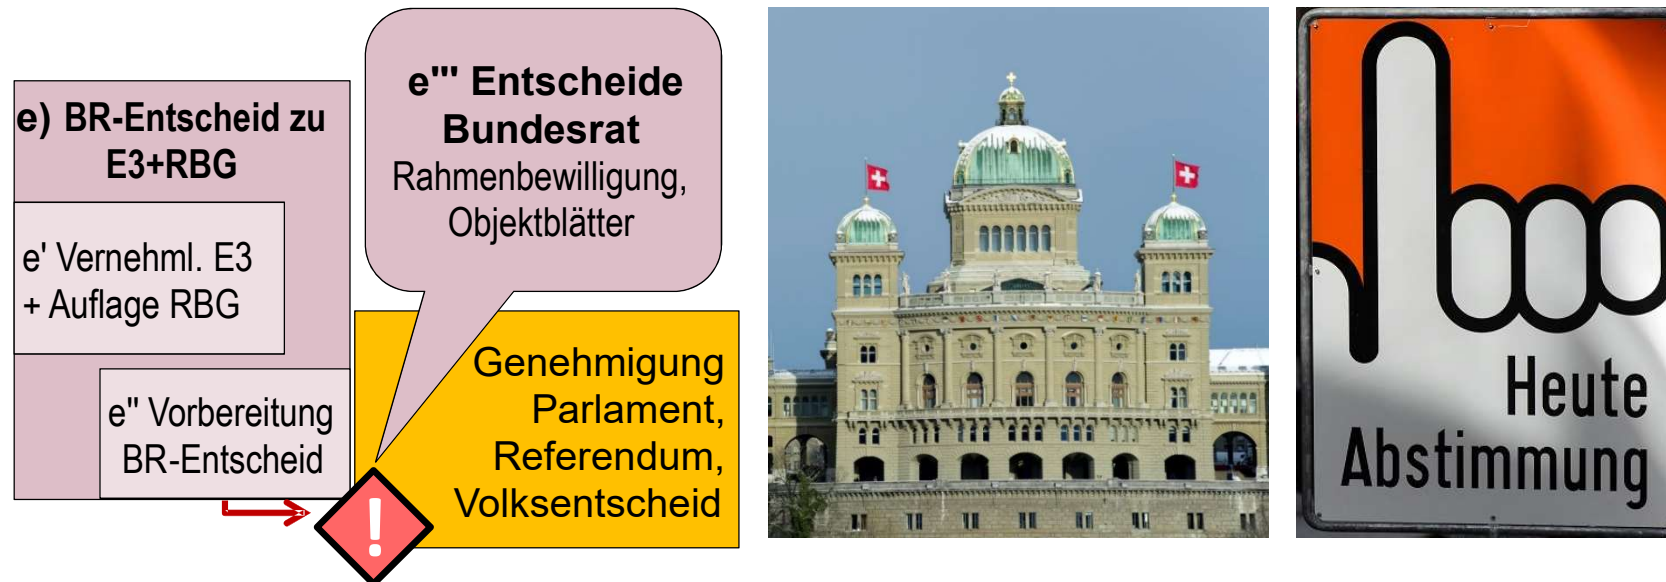 e) BR-Entscheid zu
E3+RBG
e' Vernehml. E3
+ Auflage RBG
e'' Vorbereitung
BR-Entscheid
e''' Entscheide
Bundesrat
Rahmenbewilligung,
Objektblätter
Genehmigung
Parlament,
Referendum,
Volksentscheid
!
Heute
Abstimmung